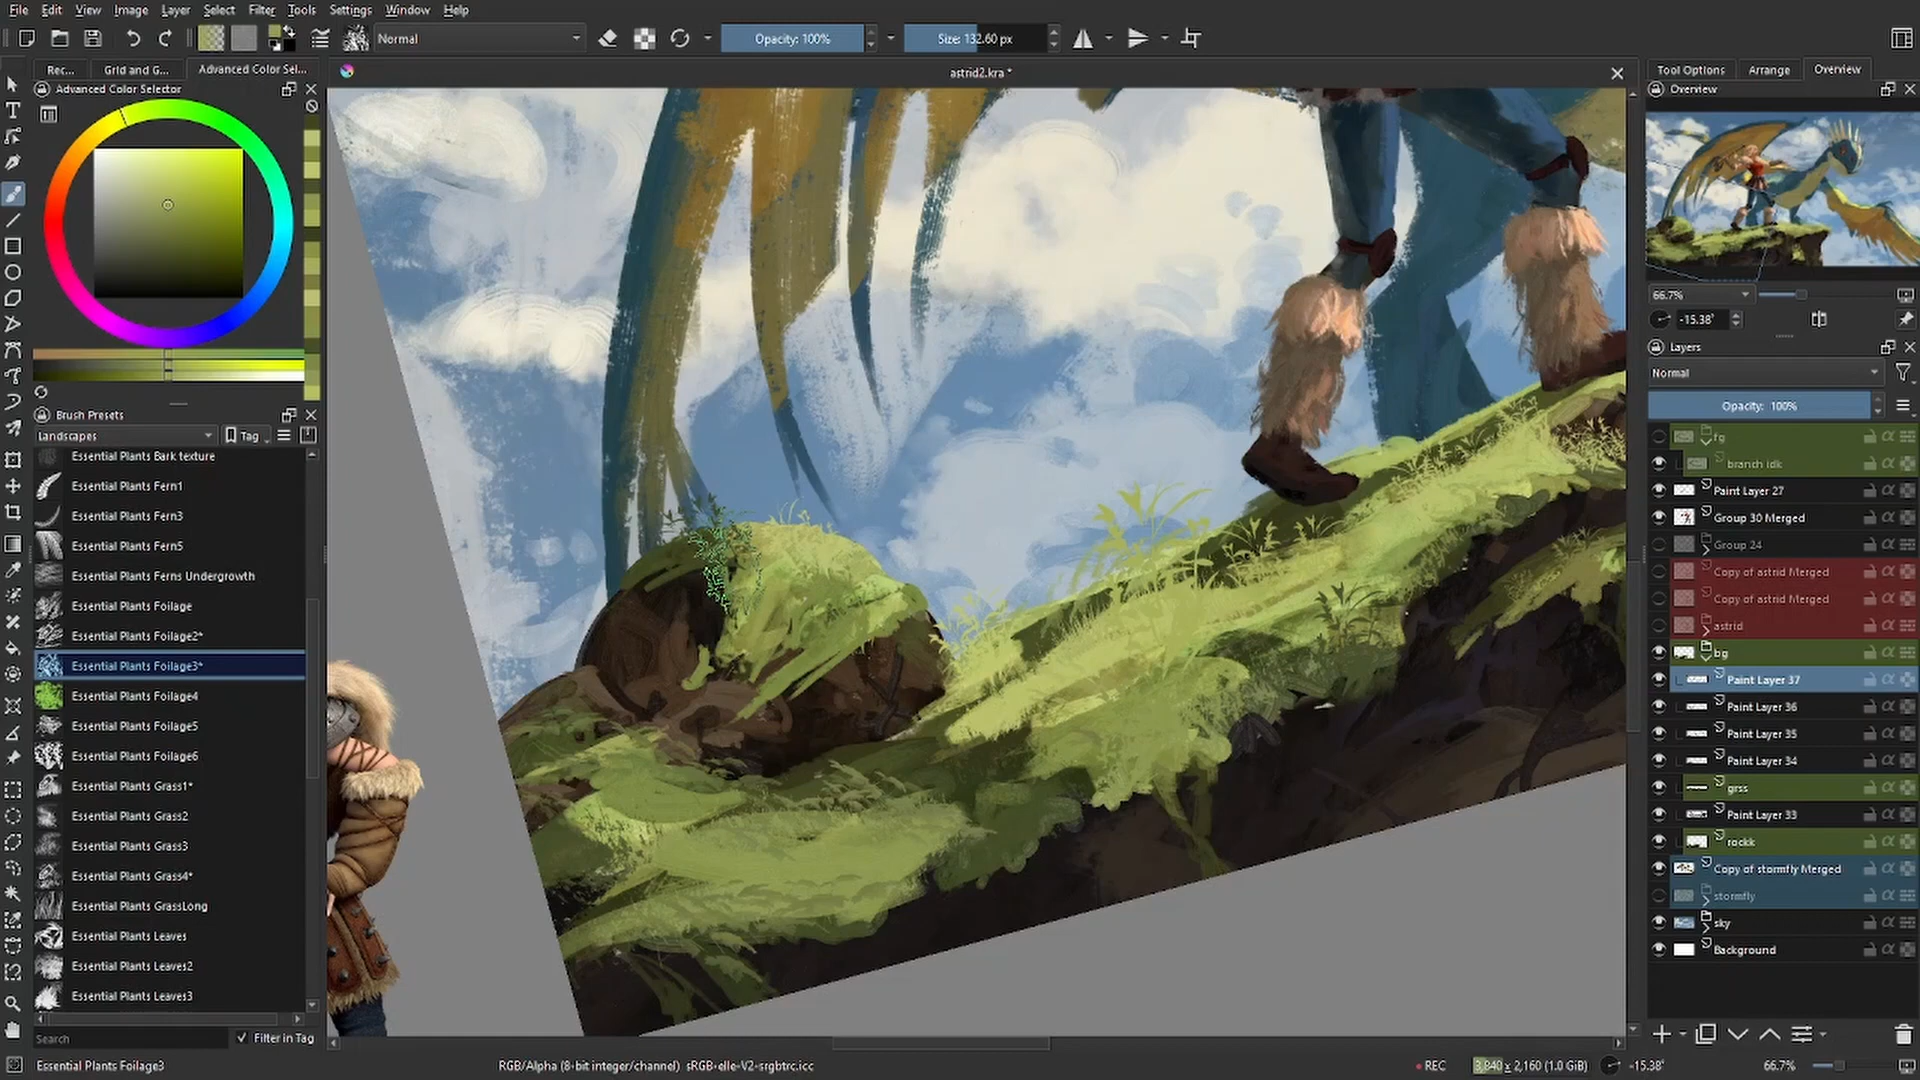 File Edit View Image Layer Select Filter Tools Settings Window Help
Normal Opacity: 100% Size: 132.60 px
Rec... Grid and G... Advanced Color Sel...
astrid2.kra *
Tool Options Arrange Overview
Advanced Color Selector
Overview
66.7%
-15.38°
Layers
Normal
Opacity: 100%
fg
branch idk
Paint Layer 27
Group 30 Merged
Group 24
Copy of astrid Merged
Copy of astrid Merged
astrid
bg
Paint Layer 37
Paint Layer 36
Paint Layer 35
Paint Layer 34
grss
Paint Layer 33
rockk
Copy of stormfly Merged
stormfly
sky
Background
Brush Presets
Landscapes Tag
Essential Plants Bark texture
Essential Plants Fern1
Essential Plants Fern3
Essential Plants Fern5
Essential Plants Ferns Undergrowth
Essential Plants Foilage
Essential Plants Foilage2*
Essential Plants Foilage3*
Essential Plants Foilage4
Essential Plants Foilage5
Essential Plants Foilage6
Essential Plants Grass1*
Essential Plants Grass2
Essential Plants Grass3
Essential Plants Grass4*
Essential Plants GrassLong
Essential Plants Leaves
Essential Plants Leaves2
Essential Plants Leaves3
Search Filter in Tag
Essential Plants Foilage3 RGB/Alpha (8-bit integer/channel) sRGB-elle-V2-srgbtrc.icc REC 3,840 x 2,160 (1.0 GiB) -15.38° 66.7%